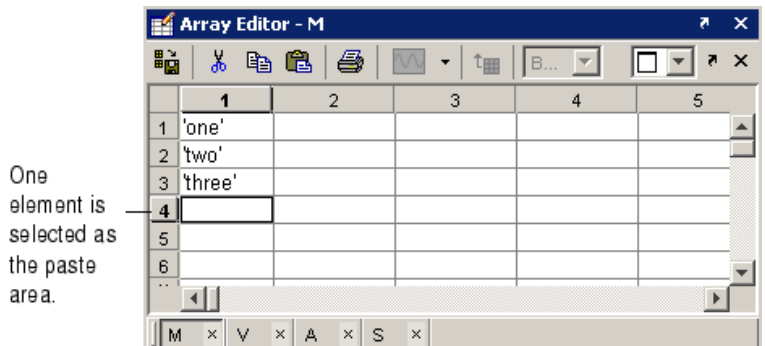 Array Editor - M
B...
1 2 3 4 5
1 'one'
2 'two'
3 'three'
4
5
6
One
element is
selected as
the paste
area.
M × V × A × S ×